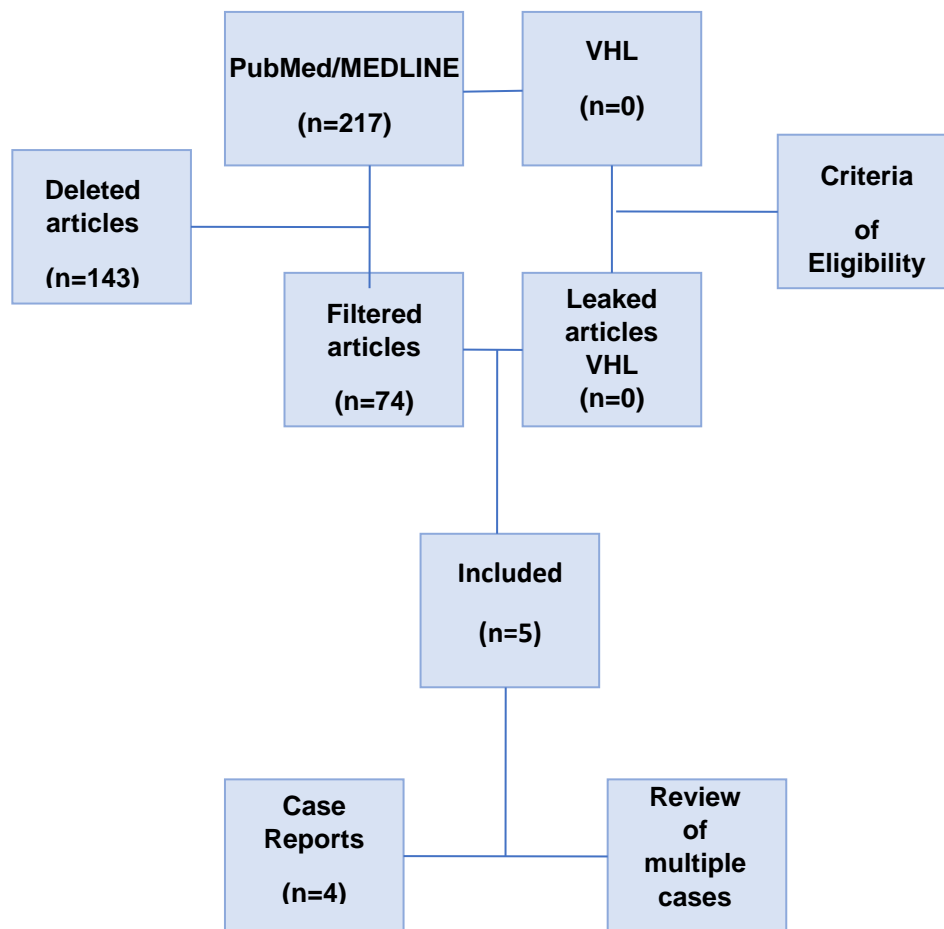 PubMed/MEDLINE
(n=217)
VHL
(n=0)
Deleted
articles
(n=143)
Criteria
of
Eligibility
Filtered
articles
(n=74)
Leaked
articles
VHL
(n=0)
Included
(n=5)
Case
Reports
(n=4)
Review
of
multiple
cases